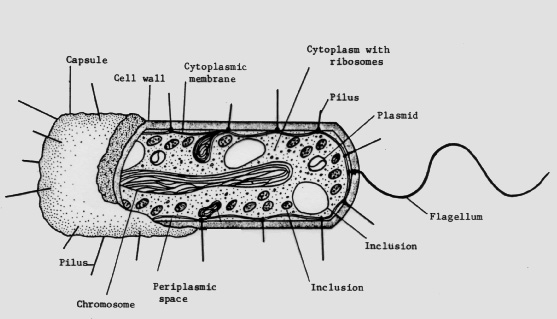 Capsule
Cell wall
Cytoplasmic
membrane
Cytoplasm with
ribosomes
Pilus
Plasmid
Flagellum
Inclusion
Inclusion
Periplasmic
space
Chromosome
Pilus